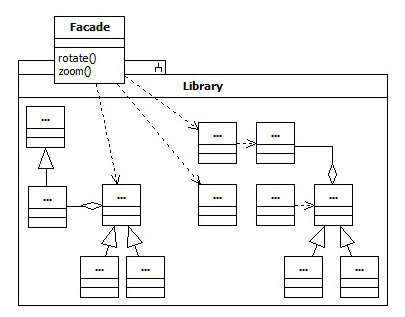 Facade
rotate()
zoom()
Library
...
... ...
... ... ... ... ...
... ... ... ...